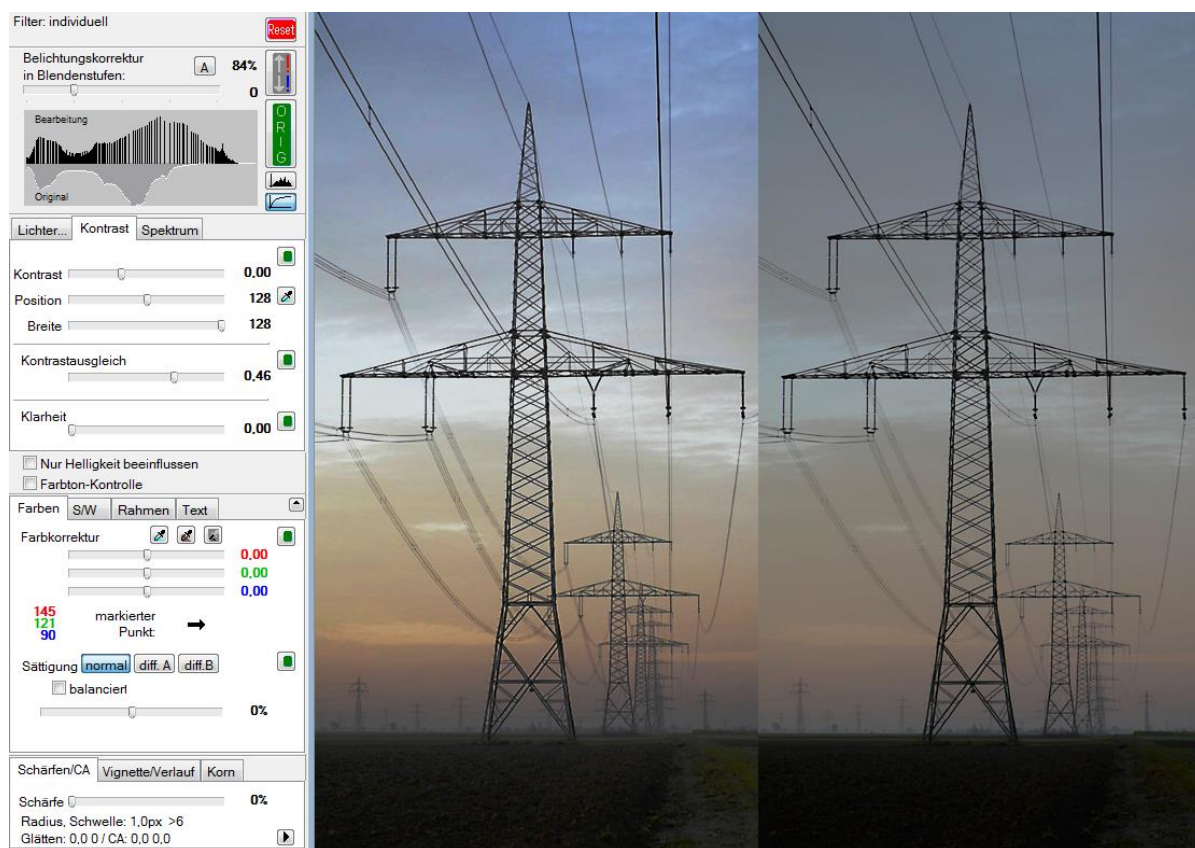 Filter: individuell
Reset
Belichtungskorrektur
in Blendenstufen:
A
84%
0
Bearbeitung
Original
ORIG
Lichter... Kontrast Spektrum
Kontrast 0,00
Position 128
Breite 128
Kontrastausgleich
0,46
Klarheit
0,00
Nur Helligkeit beeinflussen
Farbton-Kontrolle
Farben S/W Rahmen Text
Farbkorrektur
0,00
0,00
0,00
145
121
90
markierter
Punkt:
Sättigung normal diff. A diff.B
balanciert
0%
Schärfen/CA Vignette/Verlauf Korn
Schärfe 0%
Radius, Schwelle: 1,0px >6
Glätten: 0,0 0 / CA: 0,0 0,0